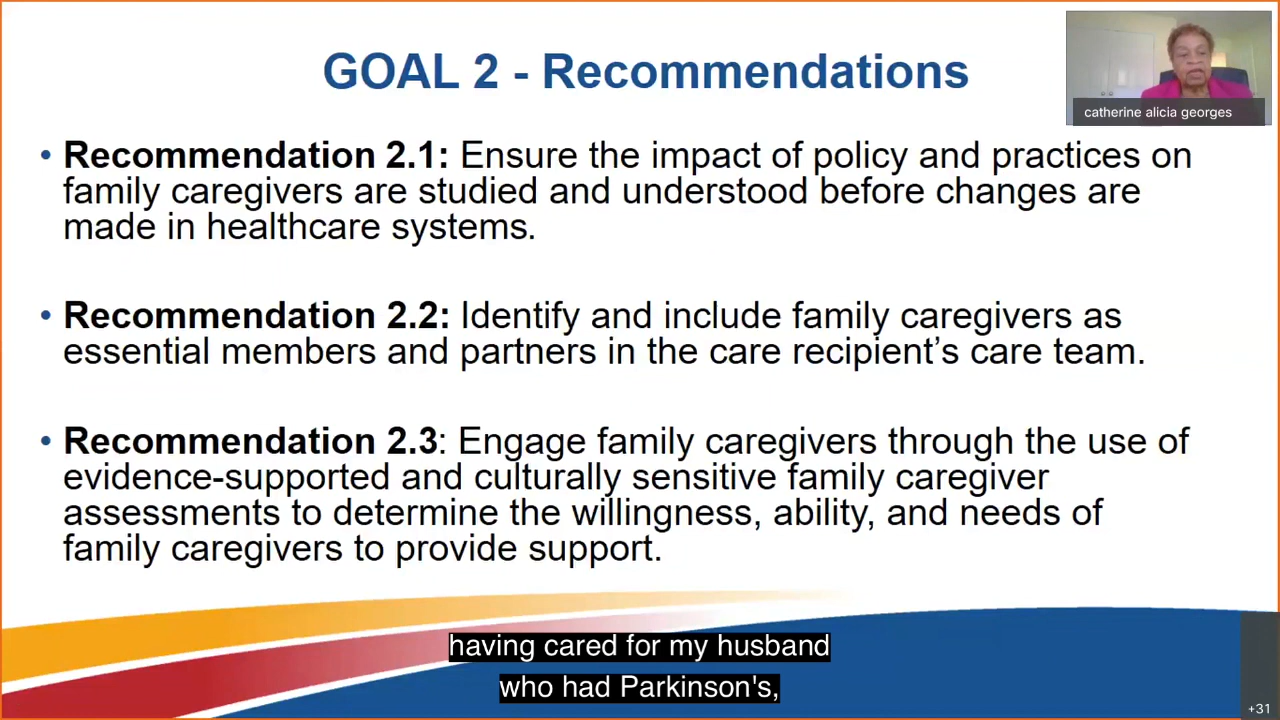 GOAL 2 - Recommendations
catherine alicia georges
• Recommendation 2.1: Ensure the impact of policy and practices on
family caregivers are studied and understood before changes are
made in healthcare systems.
• Recommendation 2.2: Identify and include family caregivers as
essential members and partners in the care recipient’s care team.
• Recommendation 2.3: Engage family caregivers through the use of
evidence-supported and culturally sensitive family caregiver
assessments to determine the willingness, ability, and needs of
family caregivers to provide support.
having cared for my husband
who had Parkinson's,
+31